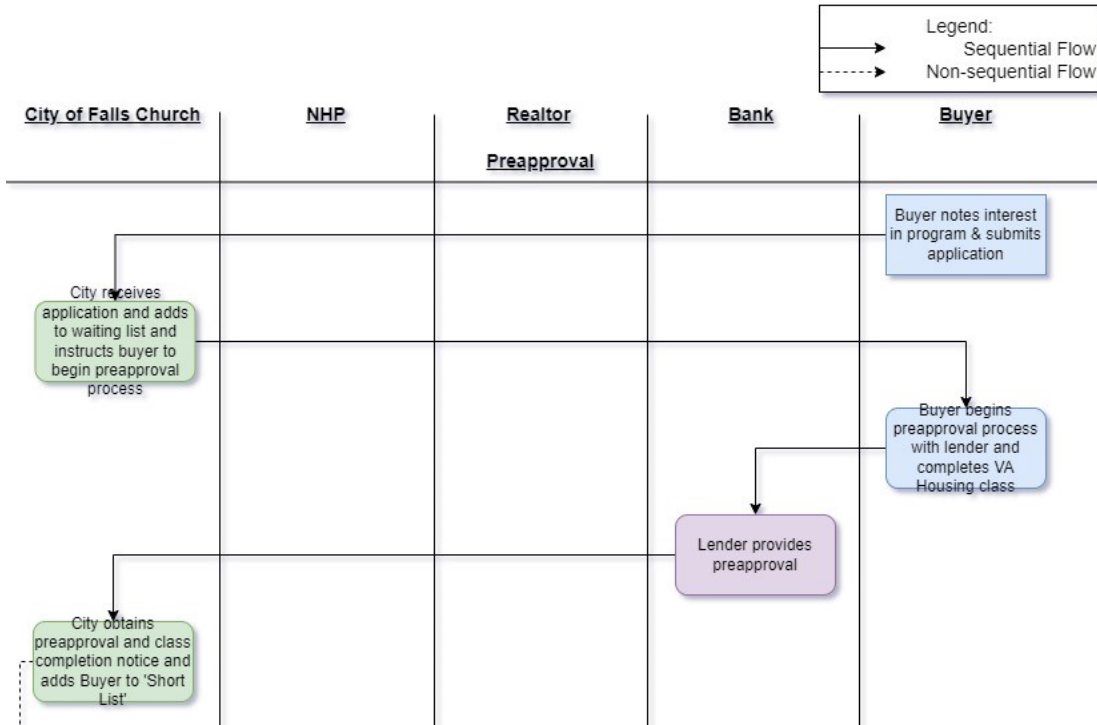 Legend:
Sequential Flow
Non-sequential Flow
City of Falls Church
NHP
Realtor
Bank
Buyer
Preapproval
Buyer notes interest
in program & submits
application
City receives
application and adds
to waiting list and
instructs buyer to
begin preapproval
process
Buyer begins
preapproval process
with lender and
completes VA
Housing class
Lender provides
preapproval
City obtains
preapproval and class
completion notice and
adds Buyer to 'Short
List'